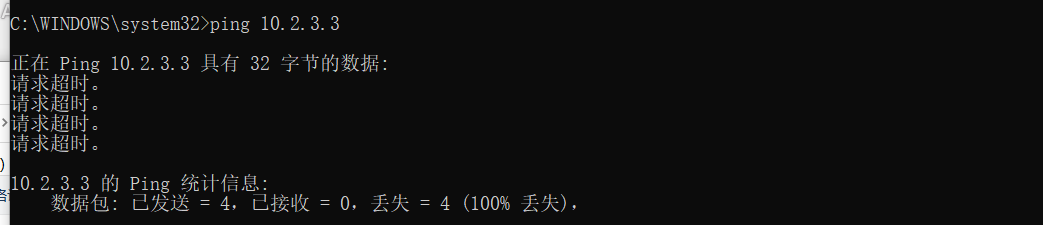 C:\WINDOWS\system32>ping 10.2.3.3
正在 Ping 10.2.3.3 具有 32 字节的数据:
请求超时。
请求超时。
请求超时。
请求超时。
10.2.3.3 的 Ping 统计信息:
数据包: 已发送 = 4，已接收 = 0，丢失 = 4 (100% 丢失)，